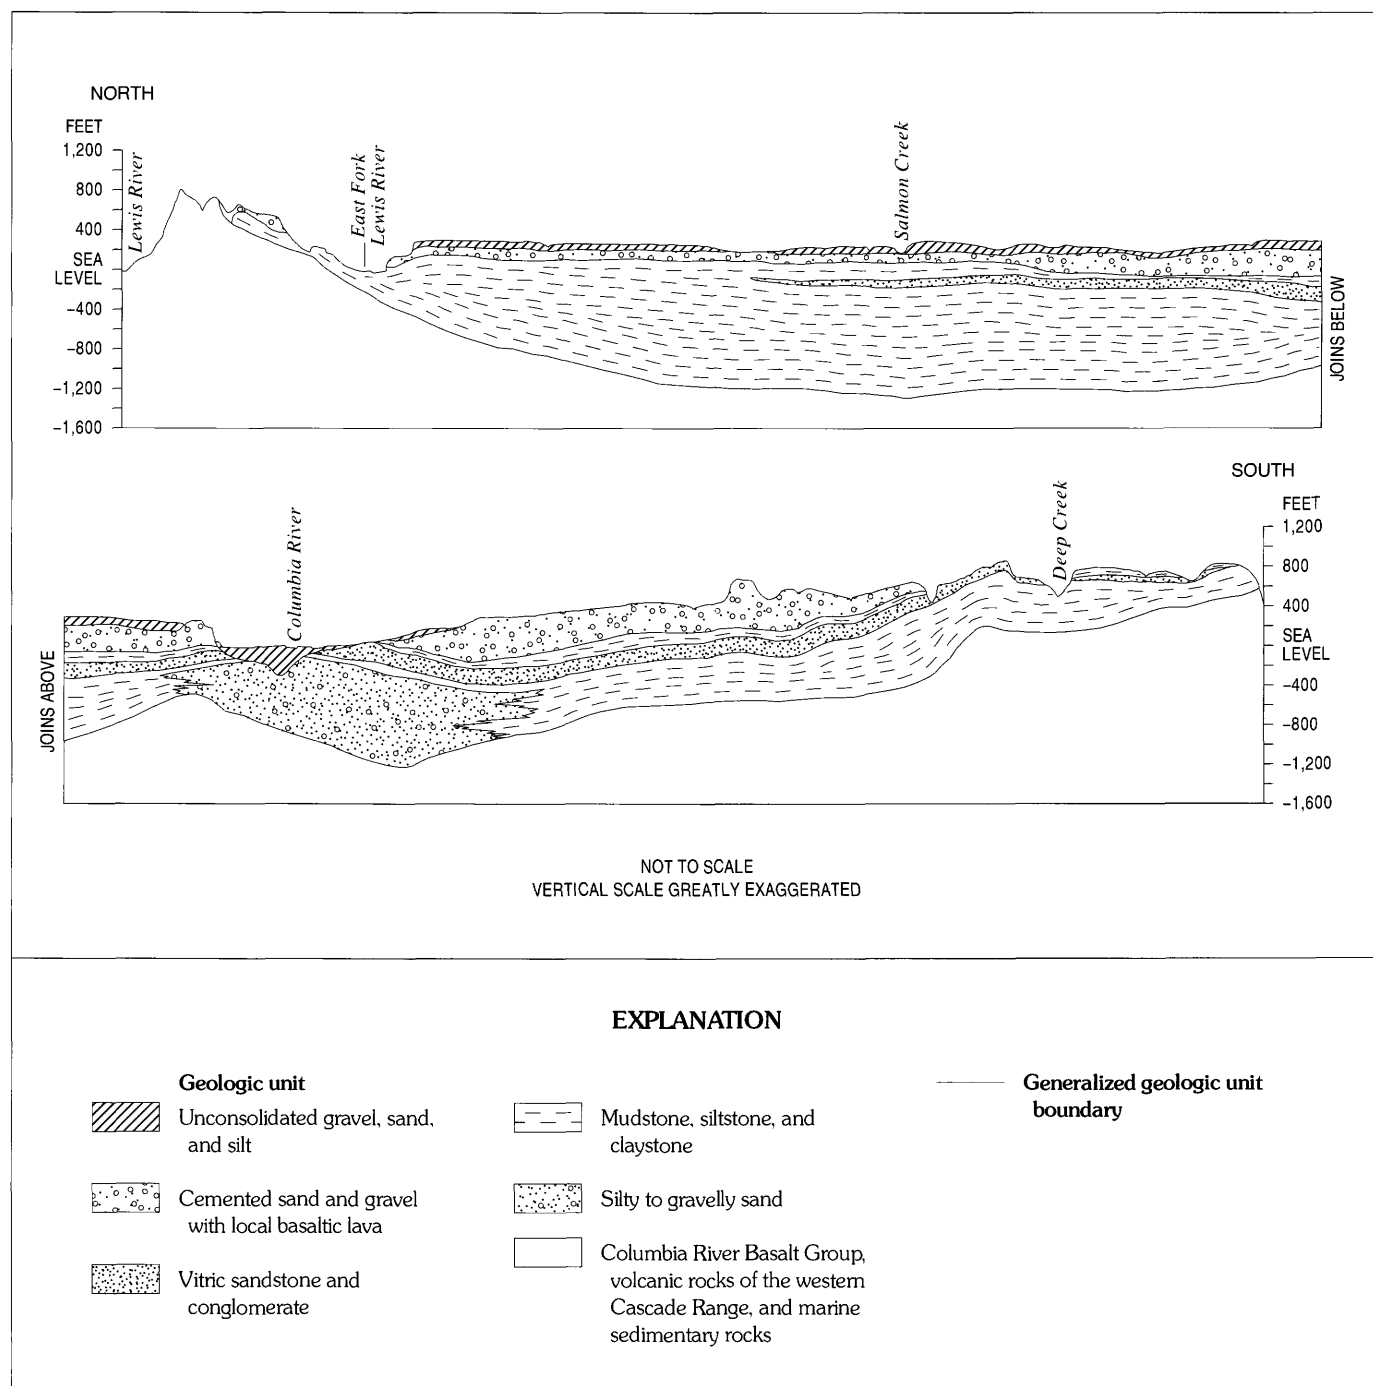 NORTH
FEET
1,200
800
400
SEA
LEVEL
−400
−800
−1,200
−1,600
Lewis River
East Fork
Lewis River
Salmon Creek
JOINS BELOW
SOUTH
FEET
1,200
800
400
SEA
LEVEL
−400
−800
−1,200
−1,600
JOINS ABOVE
Columbia River
Deep Creek
NOT TO SCALE
VERTICAL SCALE GREATLY EXAGGERATED
EXPLANATION
Geologic unit
Unconsolidated gravel, sand,
and silt
Cemented sand and gravel
with local basaltic lava
Vitric sandstone and
conglomerate
Mudstone, siltstone, and
claystone
Silty to gravelly sand
Columbia River Basalt Group,
volcanic rocks of the western
Cascade Range, and marine
sedimentary rocks
Generalized geologic unit
boundary